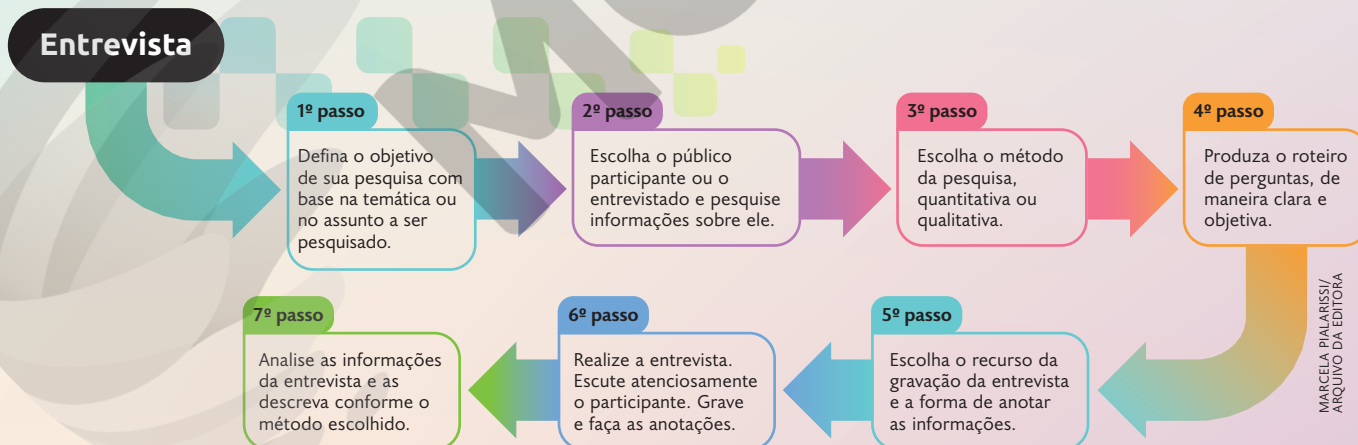 Entrevista
1º passo
Defina o objetivo
de sua pesquisa com
base na temática ou
no assunto a ser
pesquisado.
2º passo
Escolha o público
participante ou o
entrevistado e pesquise
informações sobre ele.
3º passo
Escolha o método
da pesquisa,
quantitativa ou
qualitativa.
4º passo
Produza o roteiro
de perguntas, de
maneira clara e
objetiva.
5º passo
Escolha o recurso da
gravação da entrevista
e a forma de anotar
as informações.
6º passo
Realize a entrevista.
Escute atenciosamente
o participante. Grave
e faça as anotações.
7º passo
Analise as informações
da entrevista e as
descreva conforme o
método escolhido.
MARCELA PIALARISSI/
ARQUIVO DA EDITORA